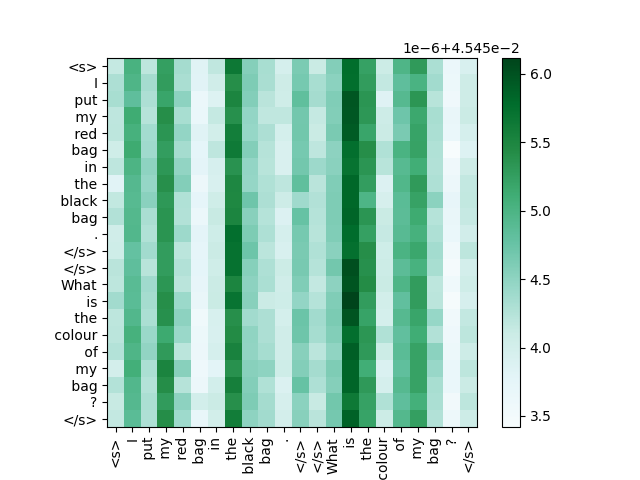 1e-6+4.545e-2
<s>
I
put
my
red
bag
in
the
black
bag
.
</s>
</s>
What
is
the
colour
of
my
bag
?
</s>
6.0
5.5
5.0
4.5
4.0
3.5
<s>
I
put
my
red
bag
in
the
black
bag
.
</s>
</s>
What
is
the
colour
of
my
bag
?
</s>